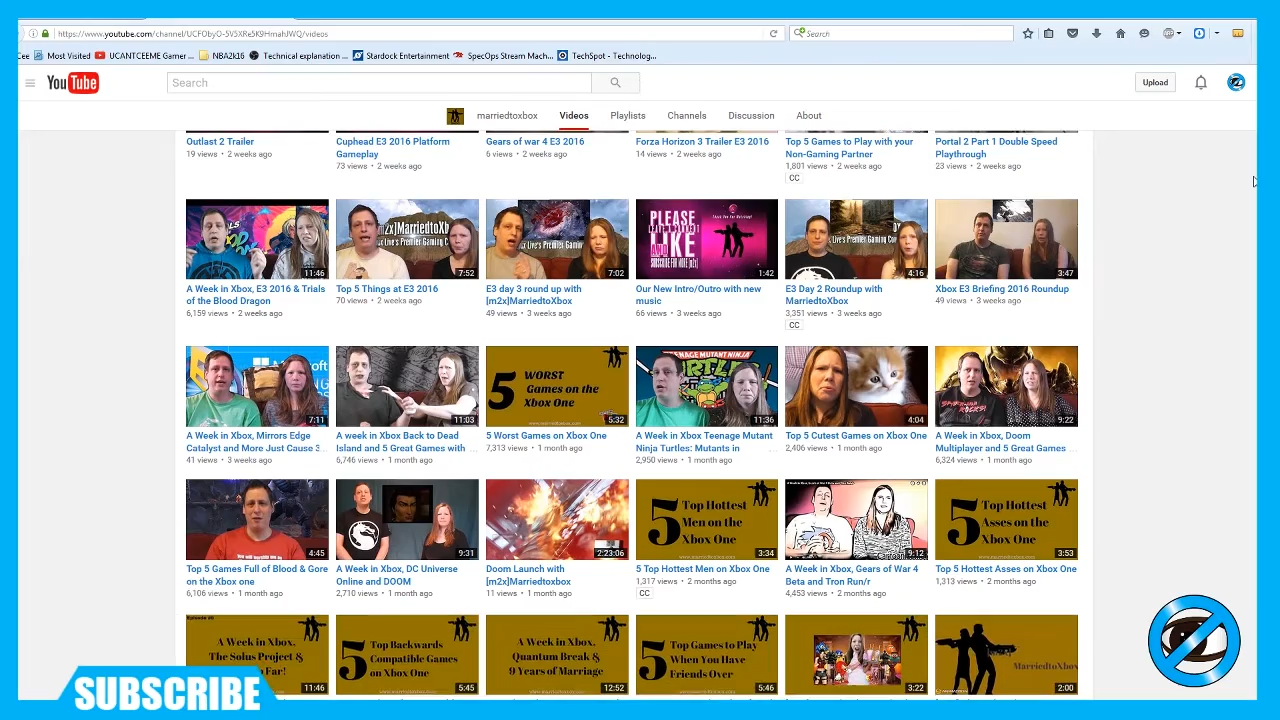 https://www.youtube.com/channel/UCFObyO-5V5XRe5K9HmahJWQ/videos
Search
Cee Most Visited UCANTCEEME Gamer ... NBA2k16 Technical explanation ... Stardock Entertainment SpecOps Stream Mach... TechSpot - Technolog...
YouTube Search Upload
marriedtoxbox Videos Playlists Channels Discussion About
Outlast 2 Trailer
19 views • 2 weeks ago
Cuphead E3 2016 Platform
Gameplay
73 views • 2 weeks ago
Gears of war 4 E3 2016
6 views • 2 weeks ago
Forza Horizon 3 Trailer E3 2016
14 views • 2 weeks ago
Top 5 Games to Play with your
Non-Gaming Partner
1,801 views • 2 weeks ago
CC
Portal 2 Part 1 Double Speed
Playthrough
23 views • 2 weeks ago
11:46
A Week in Xbox, E3 2016 & Trials
of the Blood Dragon
6,159 views • 2 weeks ago
7:52
Top 5 Things at E3 2016
70 views • 2 weeks ago
7:02
E3 day 3 round up with
[m2x]MarriedtoXbox
49 views • 3 weeks ago
PLEASE
LIKE
1:42
Our New Intro/Outro with new
music
66 views • 3 weeks ago
4:16
E3 Day 2 Roundup with
MarriedtoXbox
3,351 views • 3 weeks ago
CC
3:47
Xbox E3 Briefing 2016 Roundup
49 views • 3 weeks ago
7:11
A Week in Xbox, Mirrors Edge
Catalyst and More Just Cause 3...
41 views • 3 weeks ago
11:03
A week in Xbox Back to Dead
Island and 5 Great Games with ...
6,746 views • 1 month ago
5 WORST
Games on the
Xbox One
5:32
5 Worst Games on Xbox One
7,313 views • 1 month ago
11:36
A Week in Xbox Teenage Mutant
Ninja Turtles: Mutants in ...
2,950 views • 1 month ago
4:04
Top 5 Cutest Games on Xbox One
2,406 views • 1 month ago
9:22
A Week in Xbox, Doom
Multiplayer and 5 Great Games ...
6,324 views • 1 month ago
4:45
Top 5 Games Full of Blood & Gore
on the Xbox one
6,106 views • 1 month ago
9:31
A Week in Xbox, DC Universe
Online and DOOM
2,710 views • 1 month ago
2:23:06
Doom Launch with
[m2x]Marriedtoxbox
11 views • 1 month ago
5 Top Hottest
Men on the
Xbox One
3:34
5 Top Hottest Men on Xbox One
1,317 views • 2 months ago
CC
9:12
A Week in Xbox, Gears of War 4
Beta and Tron Run/r
4,453 views • 2 months ago
5 Top Hottest
Asses on the
Xbox One
3:53
Top 5 Hottest Asses on Xbox One
1,313 views • 2 months ago
A Week in Xbox,
The Solus Project &
Far!
11:46
5 Top Backwards
Compatible Games
on Xbox One
5:45
A Week in Xbox,
Quantum Break &
9 Years of Marriage
12:52
5 Top Games to Play
When You Have
Friends Over
5:46
3:22
MarriedtoXbox
2:00
SUBSCRIBE